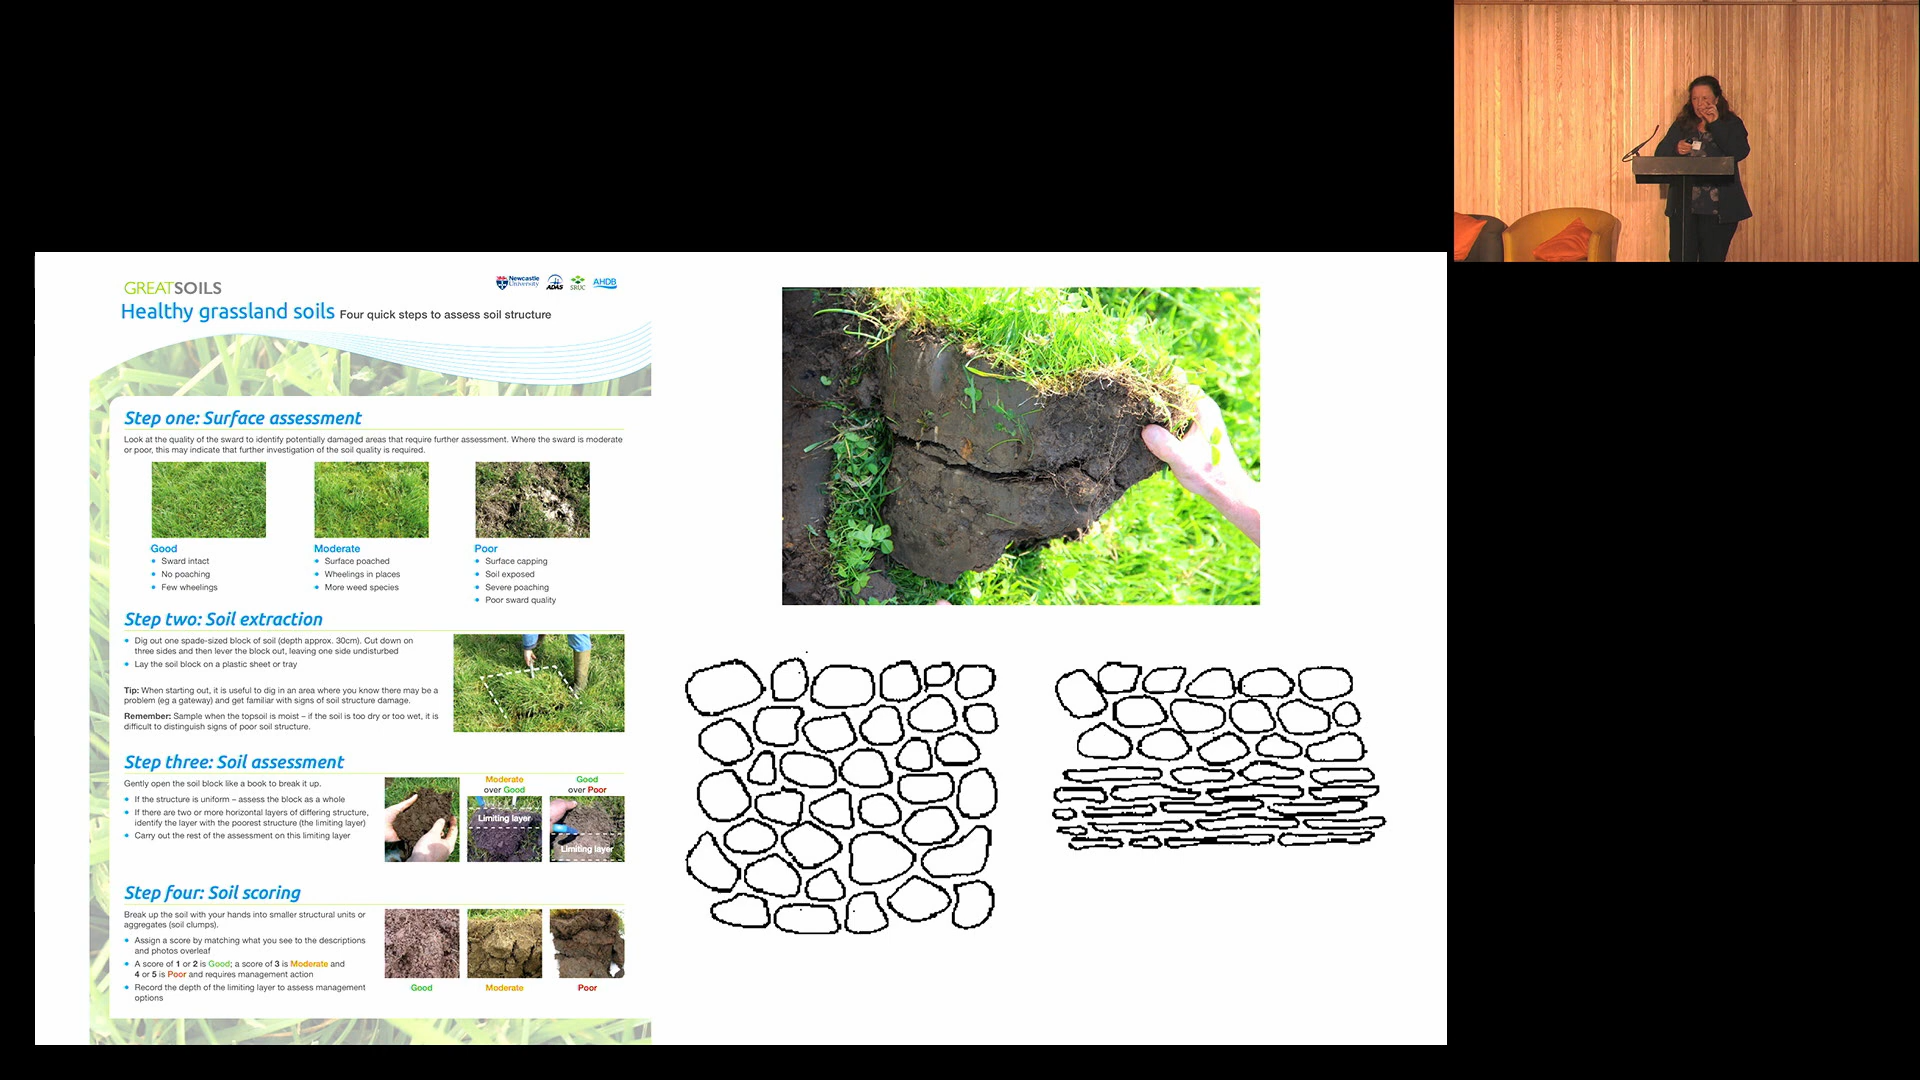 GREATSOILS
Newcastle
University
ADAS
SRUC
AHDB
Healthy grassland soils Four quick steps to assess soil structure
Step one: Surface assessment
Look at the quality of the sward to identify potentially damaged areas that require further assessment. Where the sward is moderate
or poor, this may indicate that further investigation of the soil quality is required.
Good
• Sward intact
• No poaching
• Few wheelings
Moderate
• Surface poached
• Wheelings in places
• More weed species
Poor
• Surface capping
• Soil exposed
• Severe poaching
• Poor sward quality
Step two: Soil extraction
• Dig out one spade-sized block of soil (depth approx. 30cm). Cut down on
three sides and then lever the block out, leaving one side undisturbed
• Lay the soil block on a plastic sheet or tray
Tip: When starting out, it is useful to dig in an area where you know there may be a
problem (eg a gateway) and get familiar with signs of soil structure damage.
Remember: Sample when the topsoil is moist – if the soil is too dry or too wet, it is
difficult to distinguish signs of poor soil structure.
Step three: Soil assessment
Gently open the soil block like a book to break it up.
• If the structure is uniform – assess the block as a whole
• If there are two or more horizontal layers of differing structure,
identify the layer with the poorest structure (the limiting layer)
• Carry out the rest of the assessment on this limiting layer
Moderate
over Good
Limiting layer
Good
over Poor
Limiting layer
Step four: Soil scoring
Break up the soil with your hands into smaller structural units or
aggregates (soil clumps).
• Assign a score by matching what you see to the descriptions
and photos overleaf
• A score of 1 or 2 is Good; a score of 3 is Moderate and
4 or 5 is Poor and requires management action
• Record the depth of the limiting layer to assess management
options
Good
Moderate
Poor